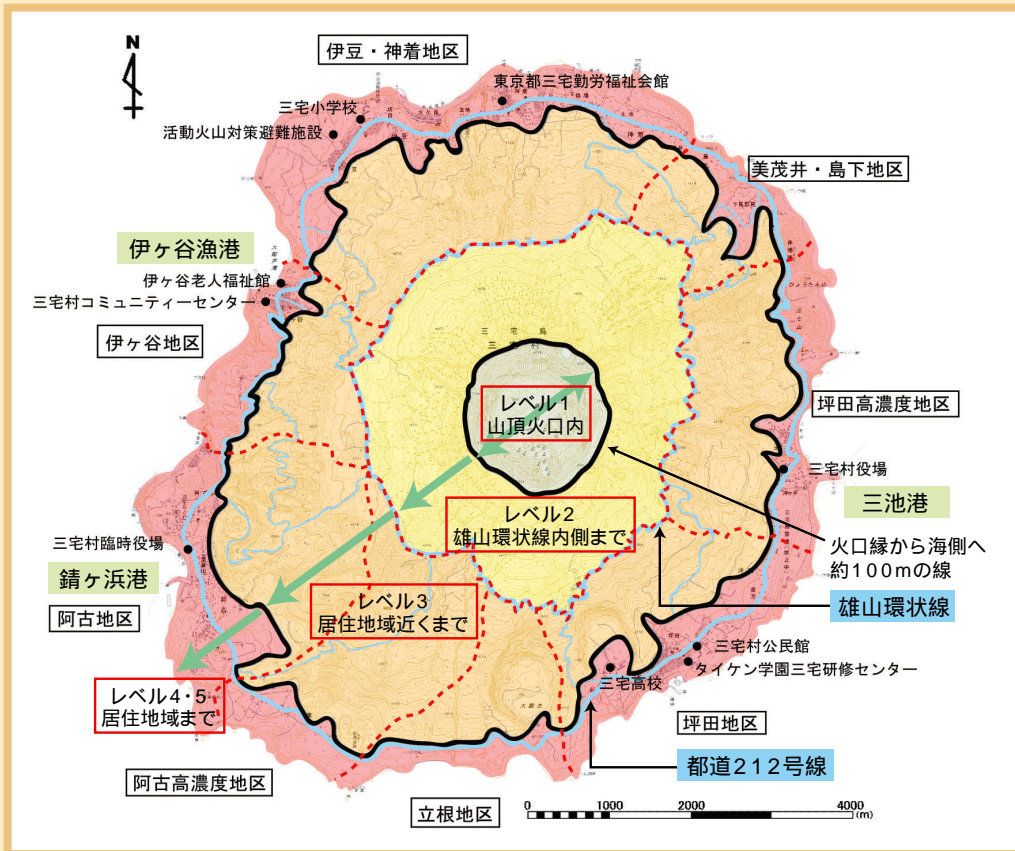 N
伊豆・神着地区
東京都三宅勤労福祉会館
三宅小学校
活動火山対策避難施設
美茂井・島下地区
伊ヶ谷漁港
伊ヶ谷老人福祉館
三宅村コミュニティーセンター
伊ヶ谷地区
三宅島
三宅村
レベル1
山頂火口内
坪田高濃度地区
三宅村役場
三池港
レベル2
雄山環状線内側まで
火口縁から海側へ
約100mの線
三宅村臨時役場
錆ヶ浜港
阿古地区
レベル3
居住地域近くまで
雄山環状線
三宅村公民館
タイケン学園三宅研修センター
三宅高校
レベル4・5
居住地域まで
坪田地区
都道212号線
阿古高濃度地区
立根地区
0 1000 2000 4000
(m)